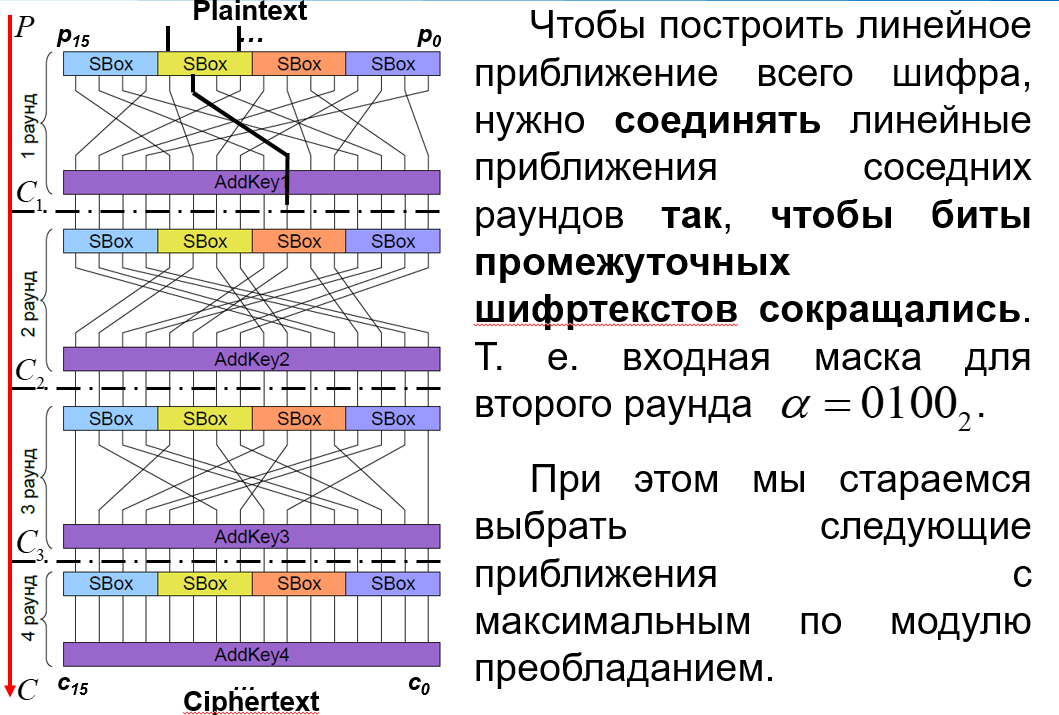 Plaintext
P
p15 ... p0
SBox SBox SBox SBox
1 раунд
AddKey1
C1
SBox SBox SBox SBox
2 раунд
AddKey2
C2
SBox SBox SBox SBox
3 раунд
AddKey3
C3
SBox SBox SBox SBox
4 раунд
AddKey4
C
c15 ... c0
Ciphertext
Чтобы построить линейное
приближение всего шифра,
нужно соединять линейные
приближения соседних
раундов так, чтобы биты
промежуточных
шифртекстов сокращались.
Т. е. входная маска для
второго раунда α = 0100₂.
При этом мы стараемся
выбрать следующие
приближения с
максимальным по модулю
преобладанием.